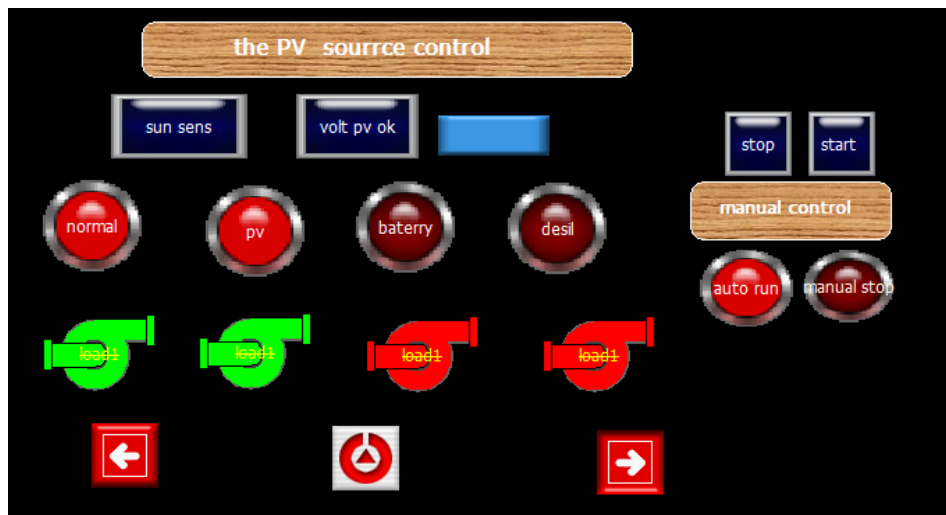 the PV sourrce control
sun sens
volt pv ok
stop
start
normal
pv
baterry
desil
manual control
auto run
manual stop
load1
load1
load1
load1